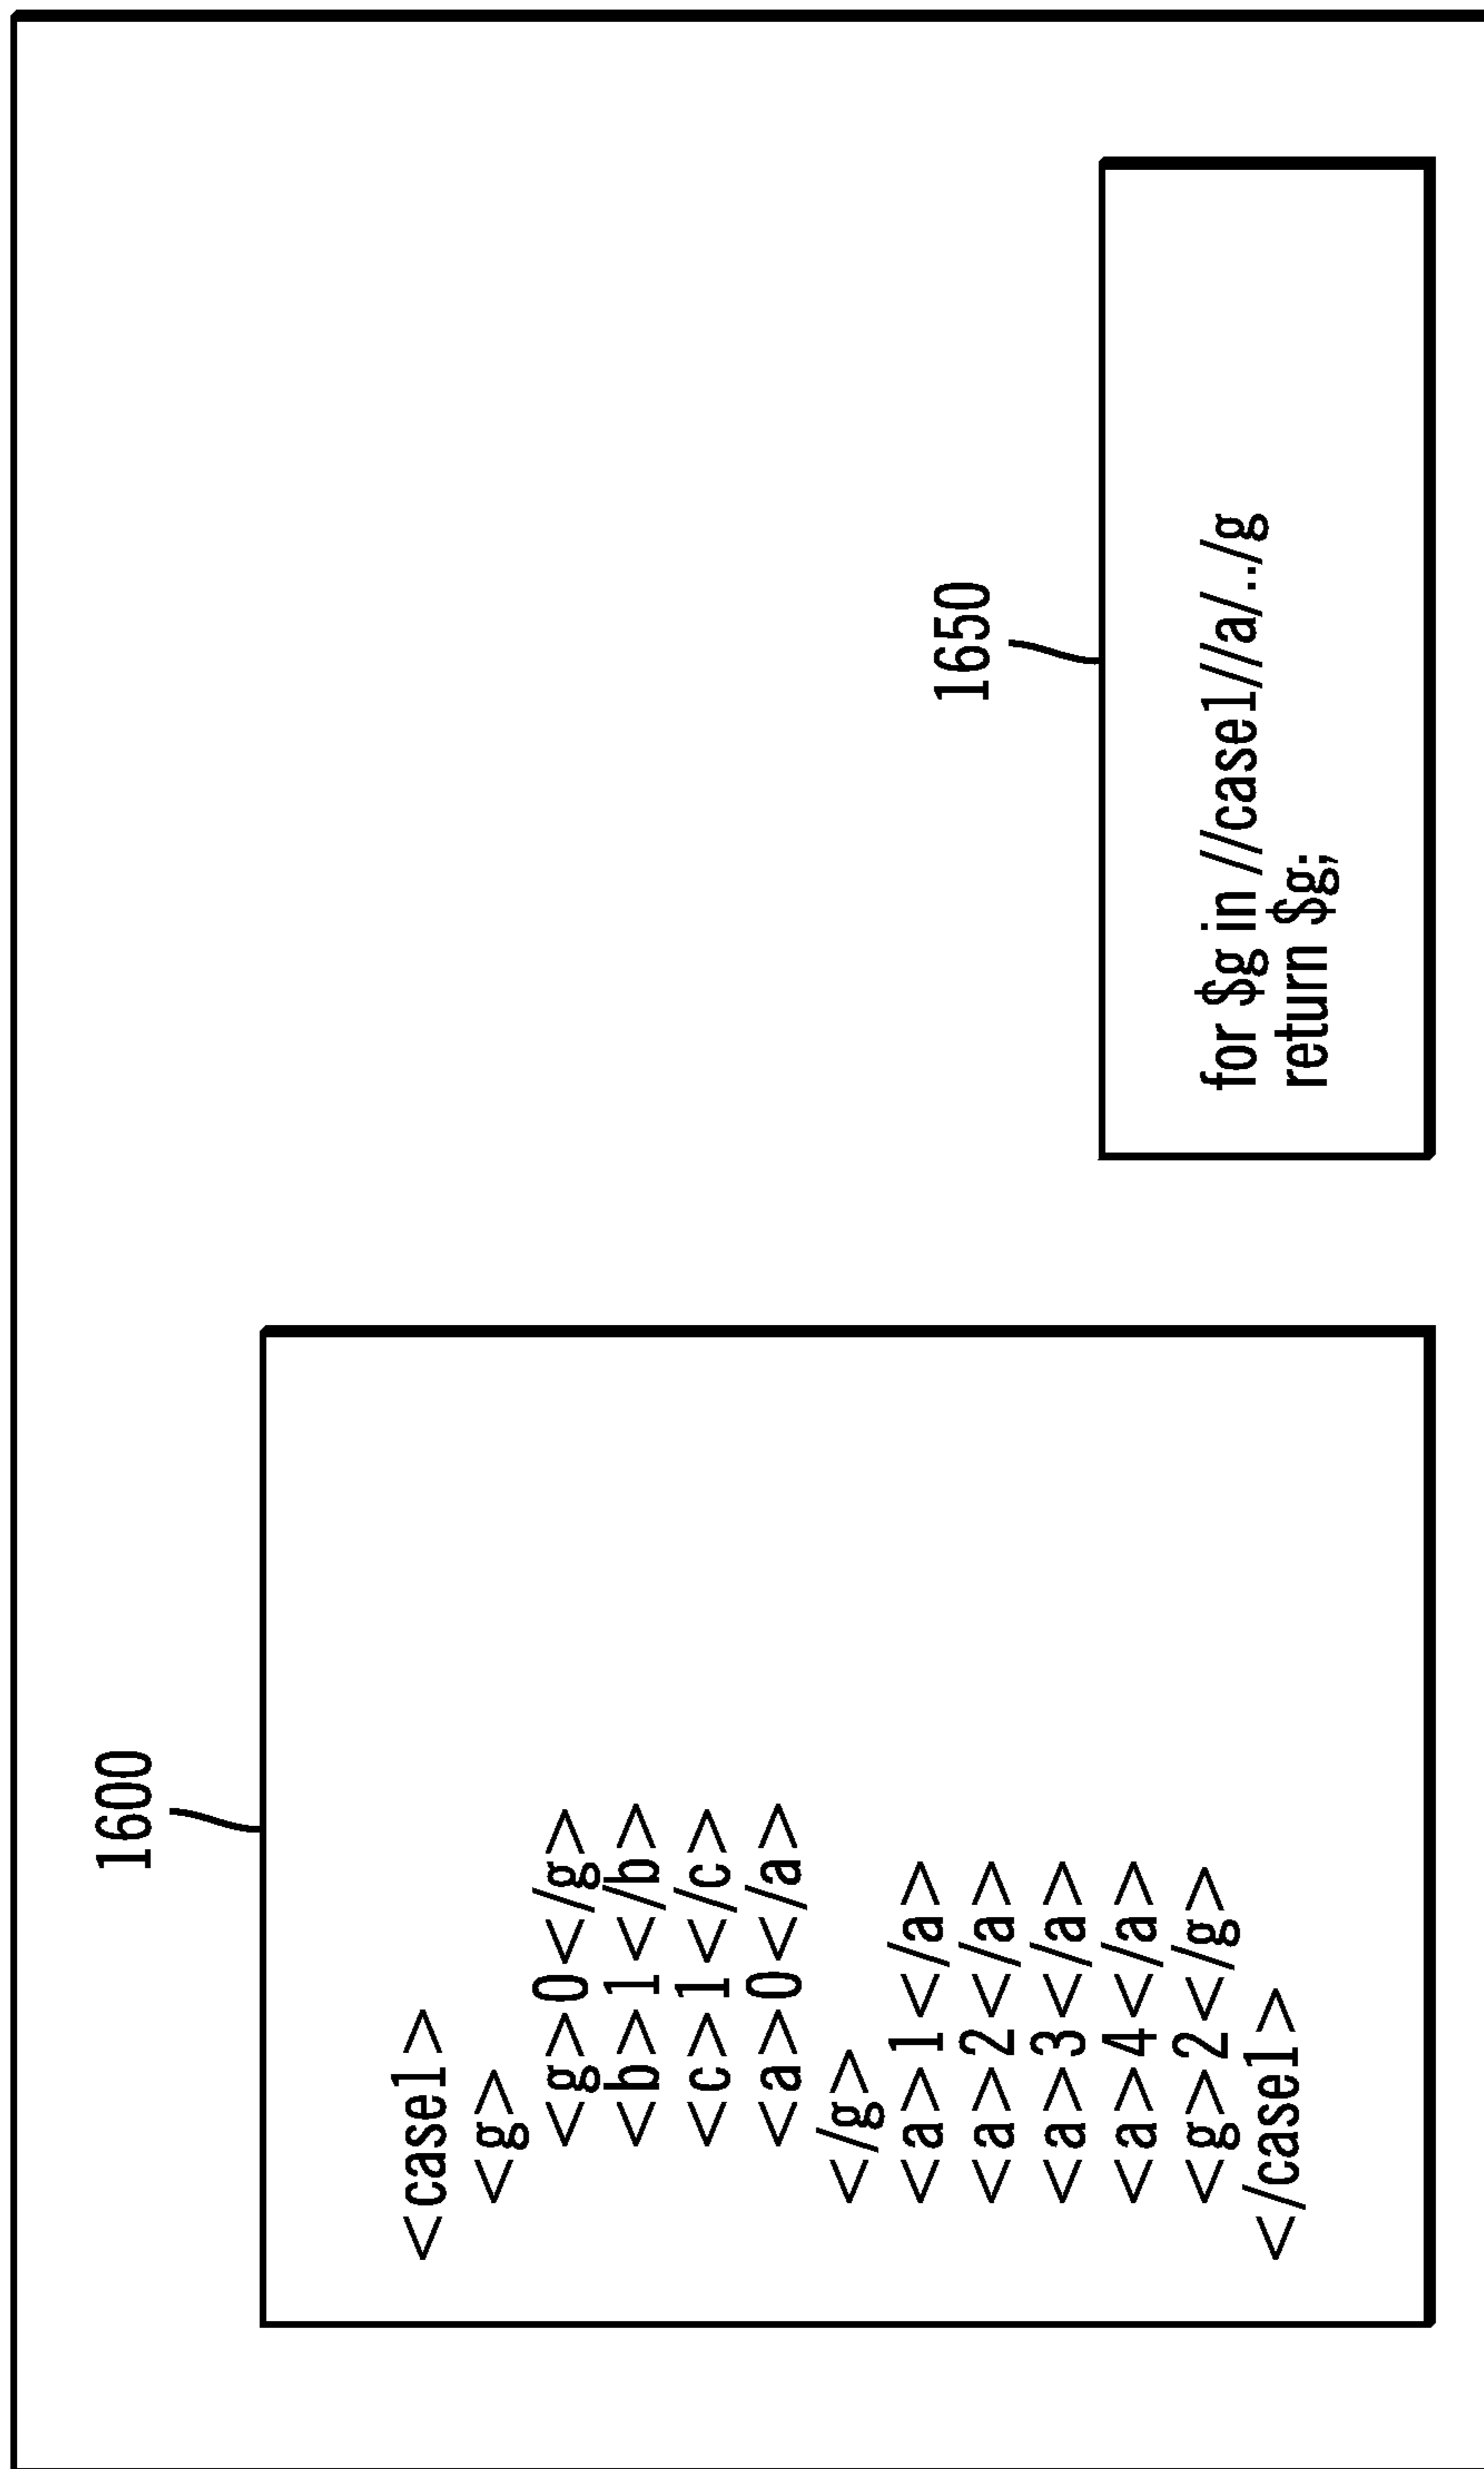 1600
<case1>
<g>
<g>0</g>
<b>1</b>
<c>1</c>
<a>0</a>
</g>
<a>1</a>
<a>2</a>
<a>3</a>
<a>4</a>
<g>2</g>
</case1>
1650
for $g in //case1//a/../g
return $g;